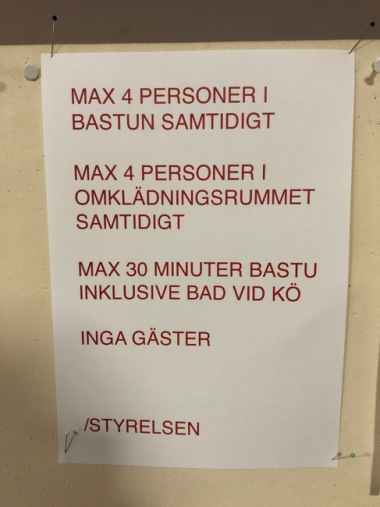 MAX 4 PERSONER I
BASTUN SAMTIDIGT
MAX 4 PERSONER I
OMKLÄDNINGSRUMMET
SAMTIDIGT
MAX 30 MINUTER BASTU
INKLUSIVE BAD VID KÖ
INGA GÄSTER
/STYRELSEN